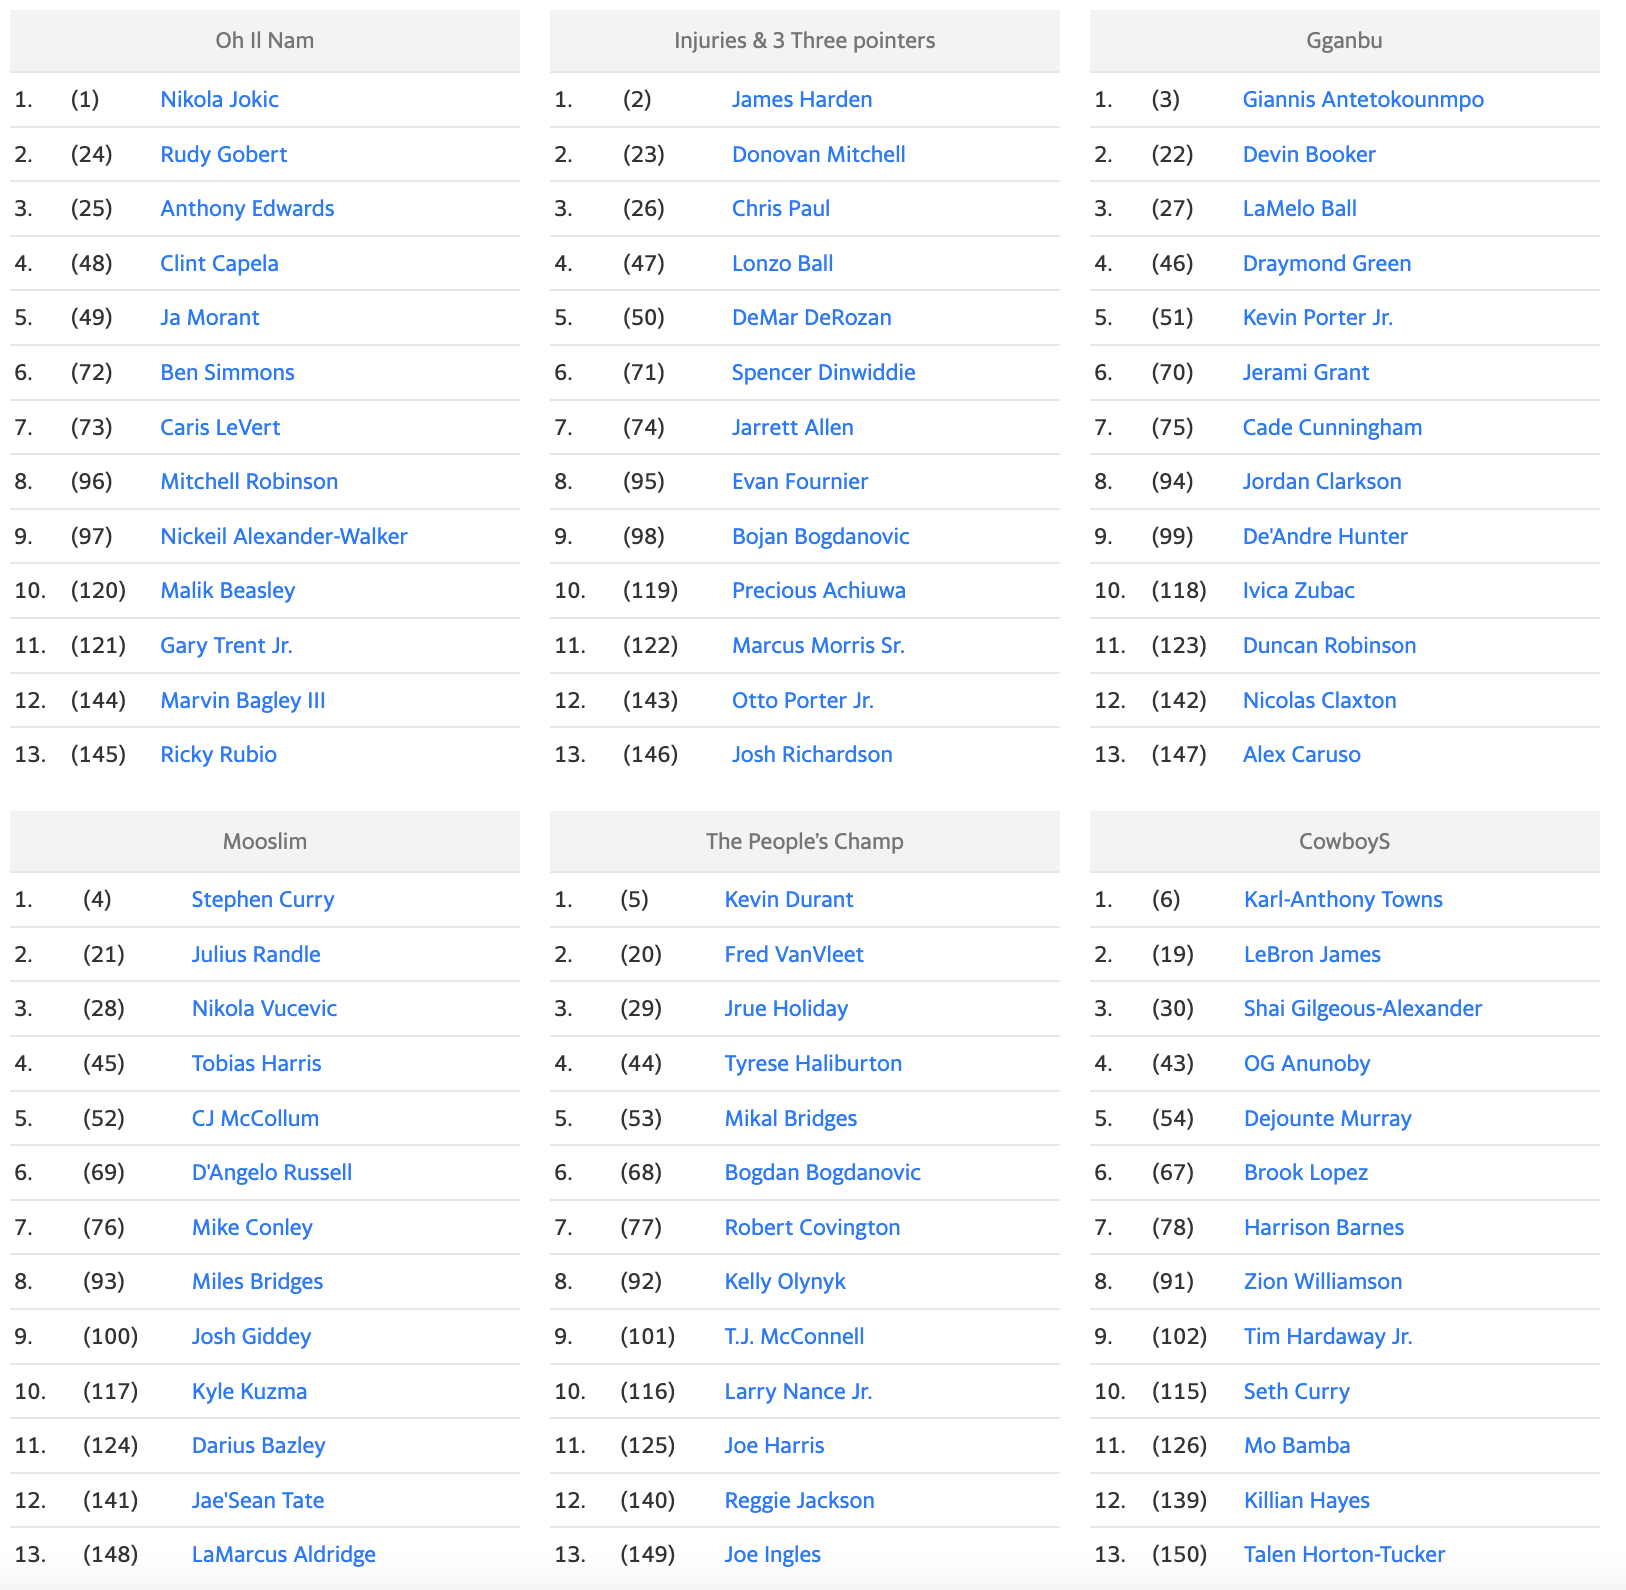 Oh Il Nam
1. (1) Nikola Jokic
2. (24) Rudy Gobert
3. (25) Anthony Edwards
4. (48) Clint Capela
5. (49) Ja Morant
6. (72) Ben Simmons
7. (73) Caris LeVert
8. (96) Mitchell Robinson
9. (97) Nickeil Alexander-Walker
10. (120) Malik Beasley
11. (121) Gary Trent Jr.
12. (144) Marvin Bagley III
13. (145) Ricky Rubio
Injuries & 3 Three pointers
1. (2) James Harden
2. (23) Donovan Mitchell
3. (26) Chris Paul
4. (47) Lonzo Ball
5. (50) DeMar DeRozan
6. (71) Spencer Dinwiddie
7. (74) Jarrett Allen
8. (95) Evan Fournier
9. (98) Bojan Bogdanovic
10. (119) Precious Achiuwa
11. (122) Marcus Morris Sr.
12. (143) Otto Porter Jr.
13. (146) Josh Richardson
Gganbu
1. (3) Giannis Antetokounmpo
2. (22) Devin Booker
3. (27) LaMelo Ball
4. (46) Draymond Green
5. (51) Kevin Porter Jr.
6. (70) Jerami Grant
7. (75) Cade Cunningham
8. (94) Jordan Clarkson
9. (99) De'Andre Hunter
10. (118) Ivica Zubac
11. (123) Duncan Robinson
12. (142) Nicolas Claxton
13. (147) Alex Caruso
Mooslim
1. (4) Stephen Curry
2. (21) Julius Randle
3. (28) Nikola Vucevic
4. (45) Tobias Harris
5. (52) CJ McCollum
6. (69) D'Angelo Russell
7. (76) Mike Conley
8. (93) Miles Bridges
9. (100) Josh Giddey
10. (117) Kyle Kuzma
11. (124) Darius Bazley
12. (141) Jae'Sean Tate
13. (148) LaMarcus Aldridge
The People’s Champ
1. (5) Kevin Durant
2. (20) Fred VanVleet
3. (29) Jrue Holiday
4. (44) Tyrese Haliburton
5. (53) Mikal Bridges
6. (68) Bogdan Bogdanovic
7. (77) Robert Covington
8. (92) Kelly Olynyk
9. (101) T.J. McConnell
10. (116) Larry Nance Jr.
11. (125) Joe Harris
12. (140) Reggie Jackson
13. (149) Joe Ingles
CowboyS
1. (6) Karl-Anthony Towns
2. (19) LeBron James
3. (30) Shai Gilgeous-Alexander
4. (43) OG Anunoby
5. (54) Dejounte Murray
6. (67) Brook Lopez
7. (78) Harrison Barnes
8. (91) Zion Williamson
9. (102) Tim Hardaway Jr.
10. (115) Seth Curry
11. (126) Mo Bamba
12. (139) Killian Hayes
13. (150) Talen Horton-Tucker